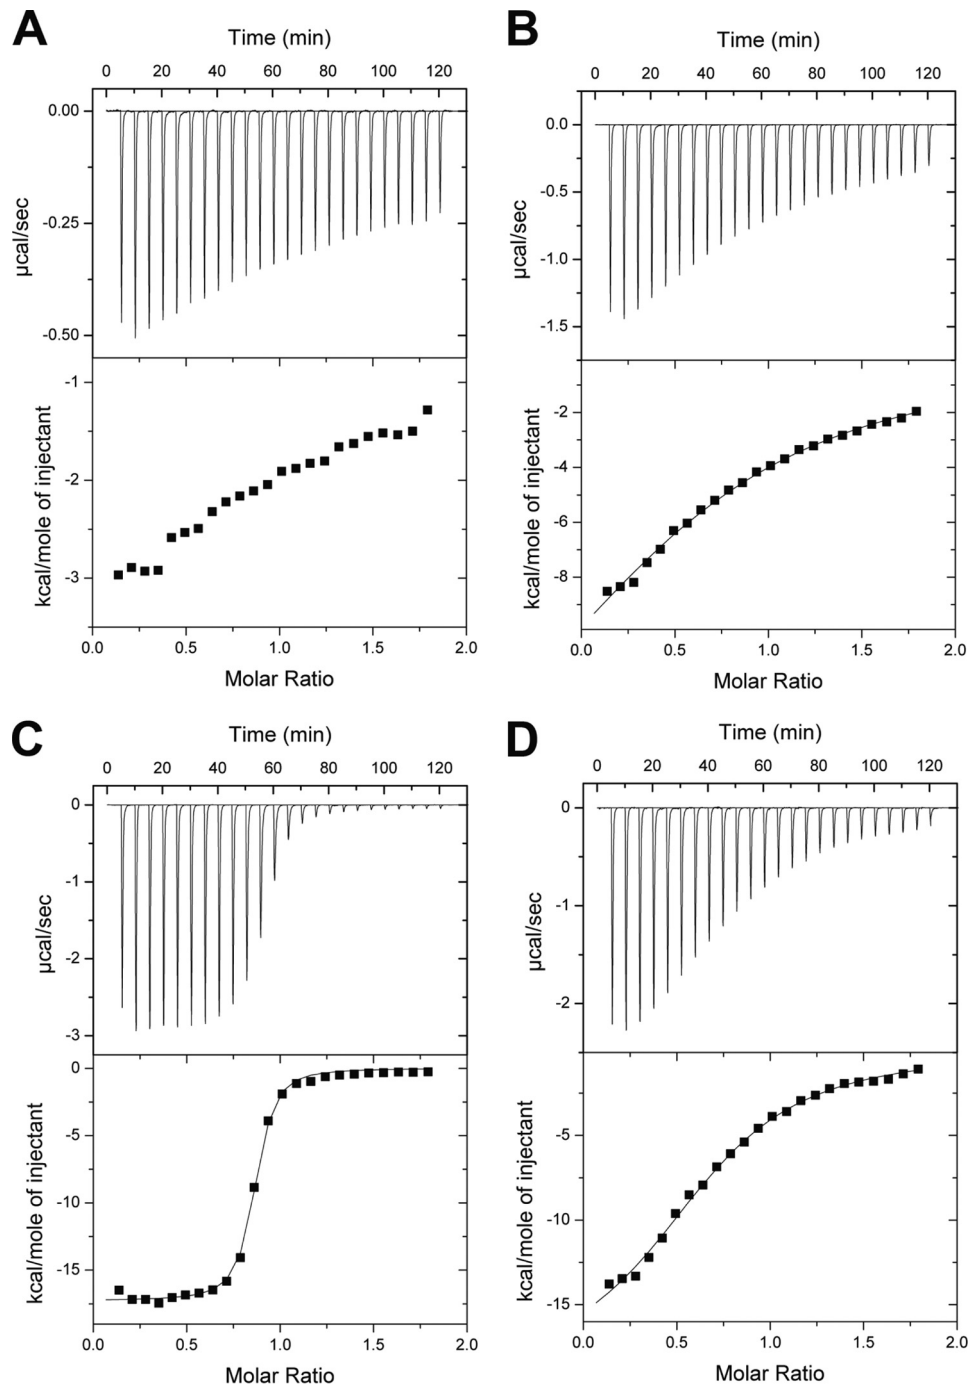 A
Time (min)
0 20 40 60 80 100 120
0.00
-0.25
-0.50
µcal/sec
-1
-2
-3
kcal/mole of injectant
0.0 0.5 1.0 1.5 2.0
Molar Ratio
B
Time (min)
0 20 40 60 80 100 120
0.0
-0.5
-1.0
-1.5
µcal/sec
-2
-4
-6
-8
kcal/mole of injectant
0.0 0.5 1.0 1.5 2.0
Molar Ratio
C
Time (min)
0 20 40 60 80 100 120
0
-1
-2
-3
µcal/sec
0
-5
-10
-15
kcal/mole of injectant
0.0 0.5 1.0 1.5 2.0
Molar Ratio
D
Time (min)
0 20 40 60 80 100 120
0
-1
-2
µcal/sec
-5
-10
-15
kcal/mole of injectant
0.0 0.5 1.0 1.5 2.0
Molar Ratio